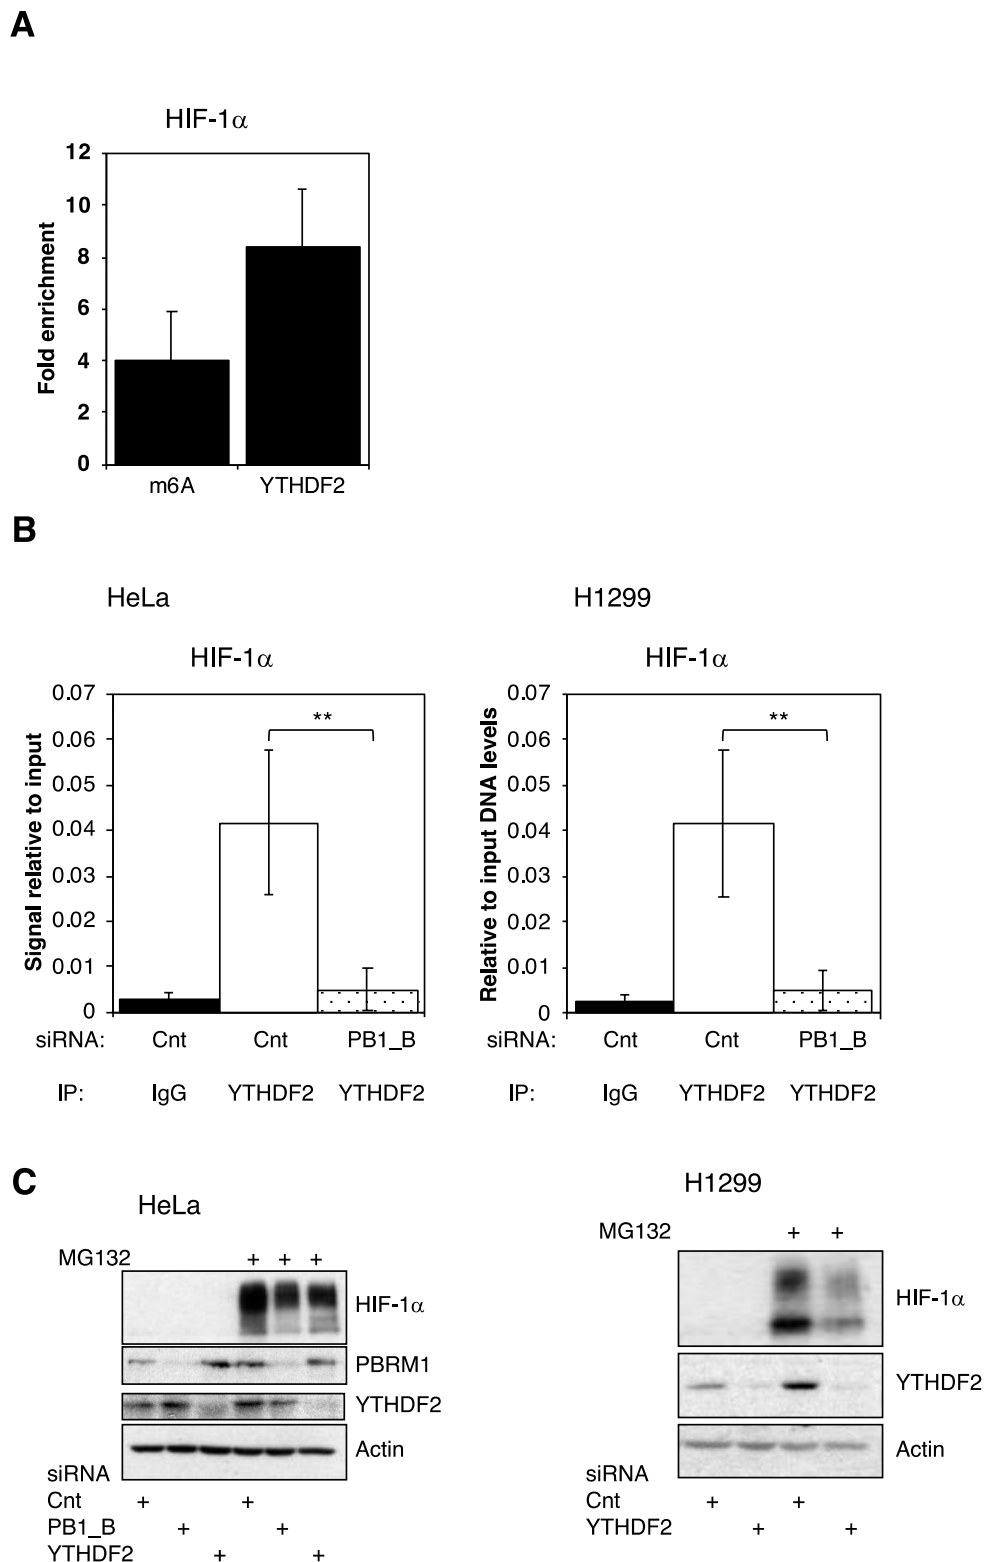 A
HIF-1α
12
10
8
6
4
2
0
Fold enrichment
m6A YTHDF2
B
HeLa
HIF-1α
0.07
0.06
0.05
0.04
0.03
0.02
0.01
0
Signal relative to input
**
siRNA: Cnt Cnt PB1_B
IP: IgG YTHDF2 YTHDF2
H1299
HIF-1α
0.07
0.06
0.05
0.04
0.03
0.02
0.01
0
Relative to input DNA levels
**
siRNA: Cnt Cnt PB1_B
IP: IgG YTHDF2 YTHDF2
C
HeLa
MG132 + + +
HIF-1α
PBRM1
YTHDF2
Actin
siRNA
Cnt + +
PB1_B + +
YTHDF2 + +
H1299
MG132 + +
HIF-1α
YTHDF2
Actin
siRNA
Cnt + +
YTHDF2 + +